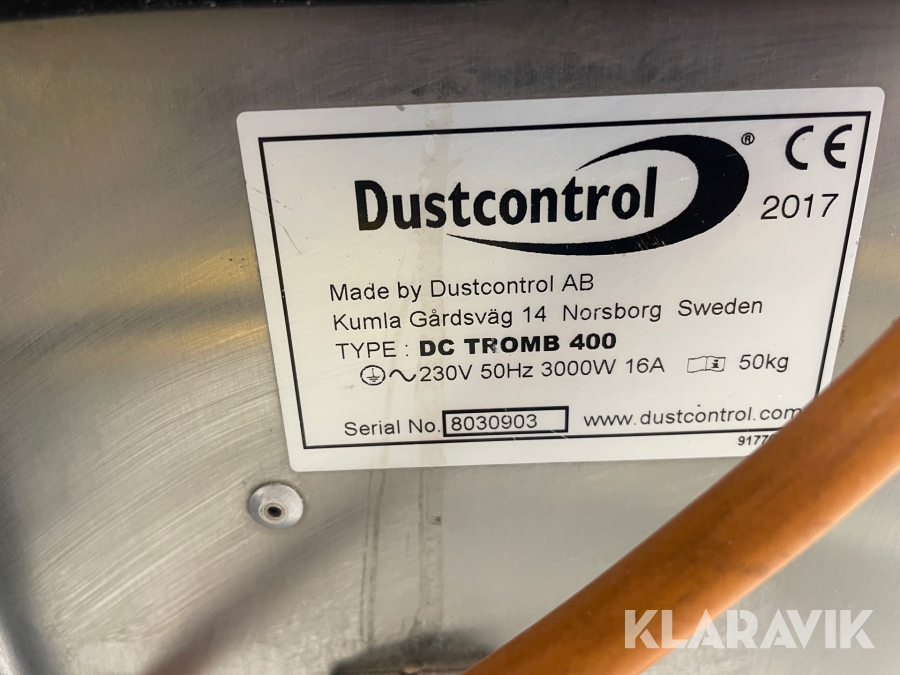 Dustcontrol ®
CE
2017
Made by Dustcontrol AB
Kumla Gårdsväg 14 Norsborg Sweden
TYPE : DC TROMB 400
230V 50Hz 3000W 16A 50kg
Serial No. 8030903 www.dustcontrol.com
KLARAVIK